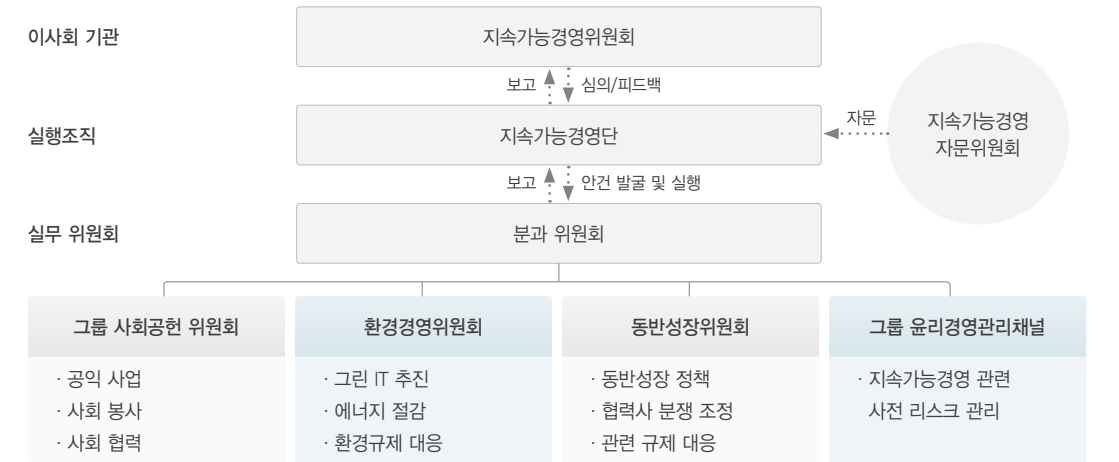 이사회 기관
지속가능경영위원회
보고
심의/피드백
실행조직
지속가능경영단
자문
지속가능경영
자문위원회
보고
안건 발굴 및 실행
실무 위원회
분과 위원회
그룹 사회공헌 위원회
· 공익 사업
· 사회 봉사
· 사회 협력
환경경영위원회
· 그린 IT 추진
· 에너지 절감
· 환경규제 대응
동반성장위원회
· 동반성장 정책
· 협력사 분쟁 조정
· 관련 규제 대응
그룹 윤리경영관리채널
· 지속가능경영 관련
사전 리스크 관리